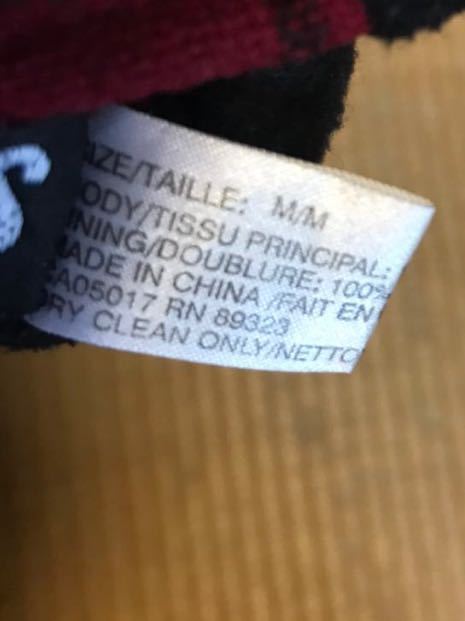 IZE/TAILLE: M/M
ODY/TISSU PRINCIPAL:
INING/DOUBLURE: 100%
ADE IN CHINA /FAIT EN
CA05017 RN 89323
RY CLEAN ONLY/NETTO